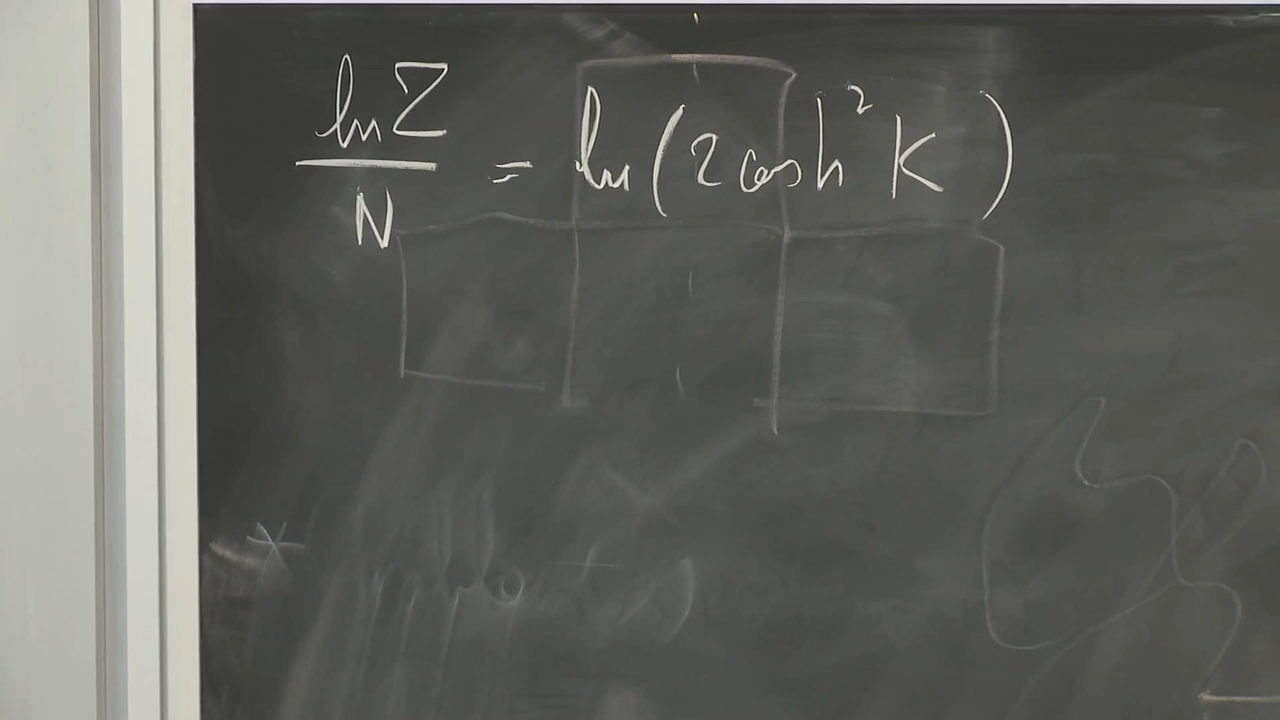 ln Z / N = ln ( 2 cosh² K )